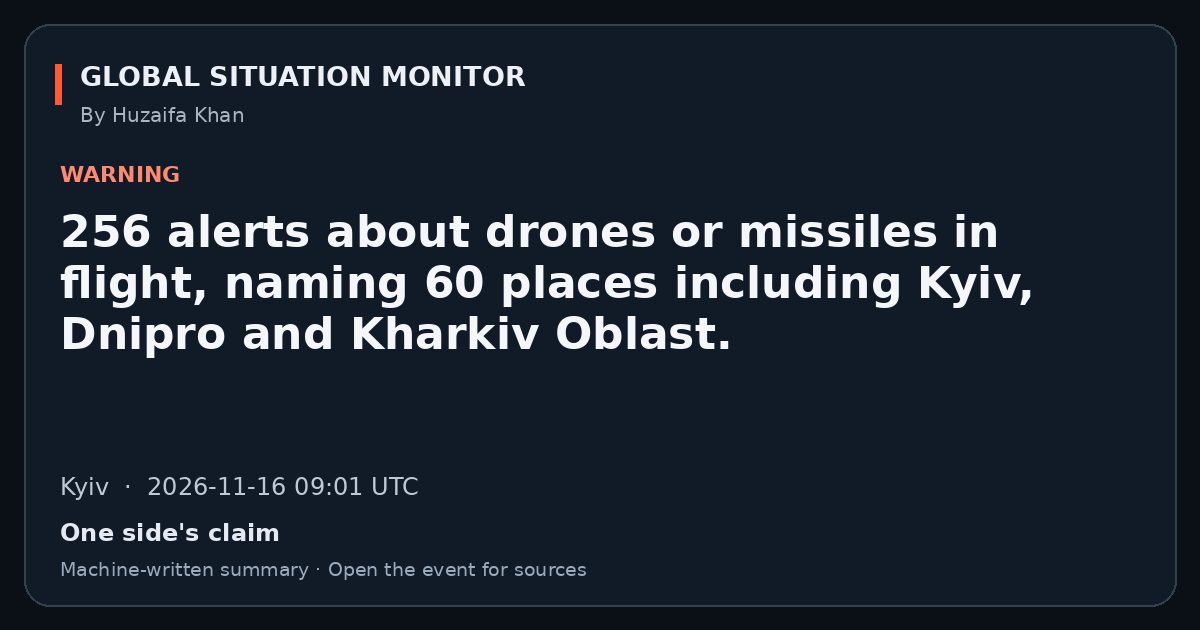 GLOBAL SITUATION MONITOR
By Huzaifa Khan
WARNING
256 alerts about drones or missiles in
flight, naming 60 places including Kyiv,
Dnipro and Kharkiv Oblast.
Kyiv · 2026-11-16 09:01 UTC
One side's claim
Machine-written summary · Open the event for sources